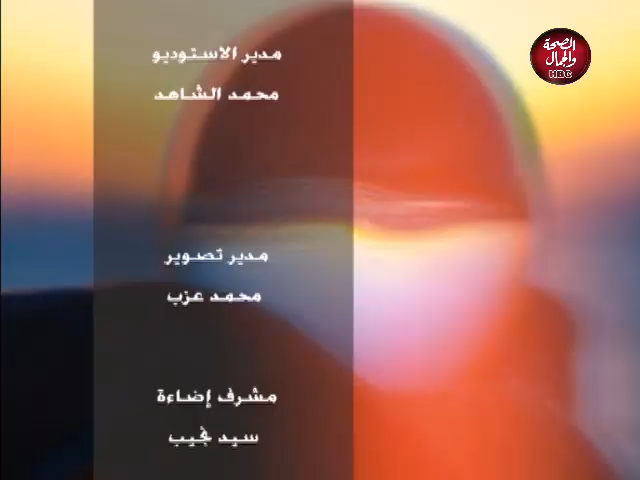 الصحة
والجمال
HBC
مدير الاستوديو
محمد الشاهد
مدير تصوير
محمد عزب
مشرف إضاءة
سيد نجيب